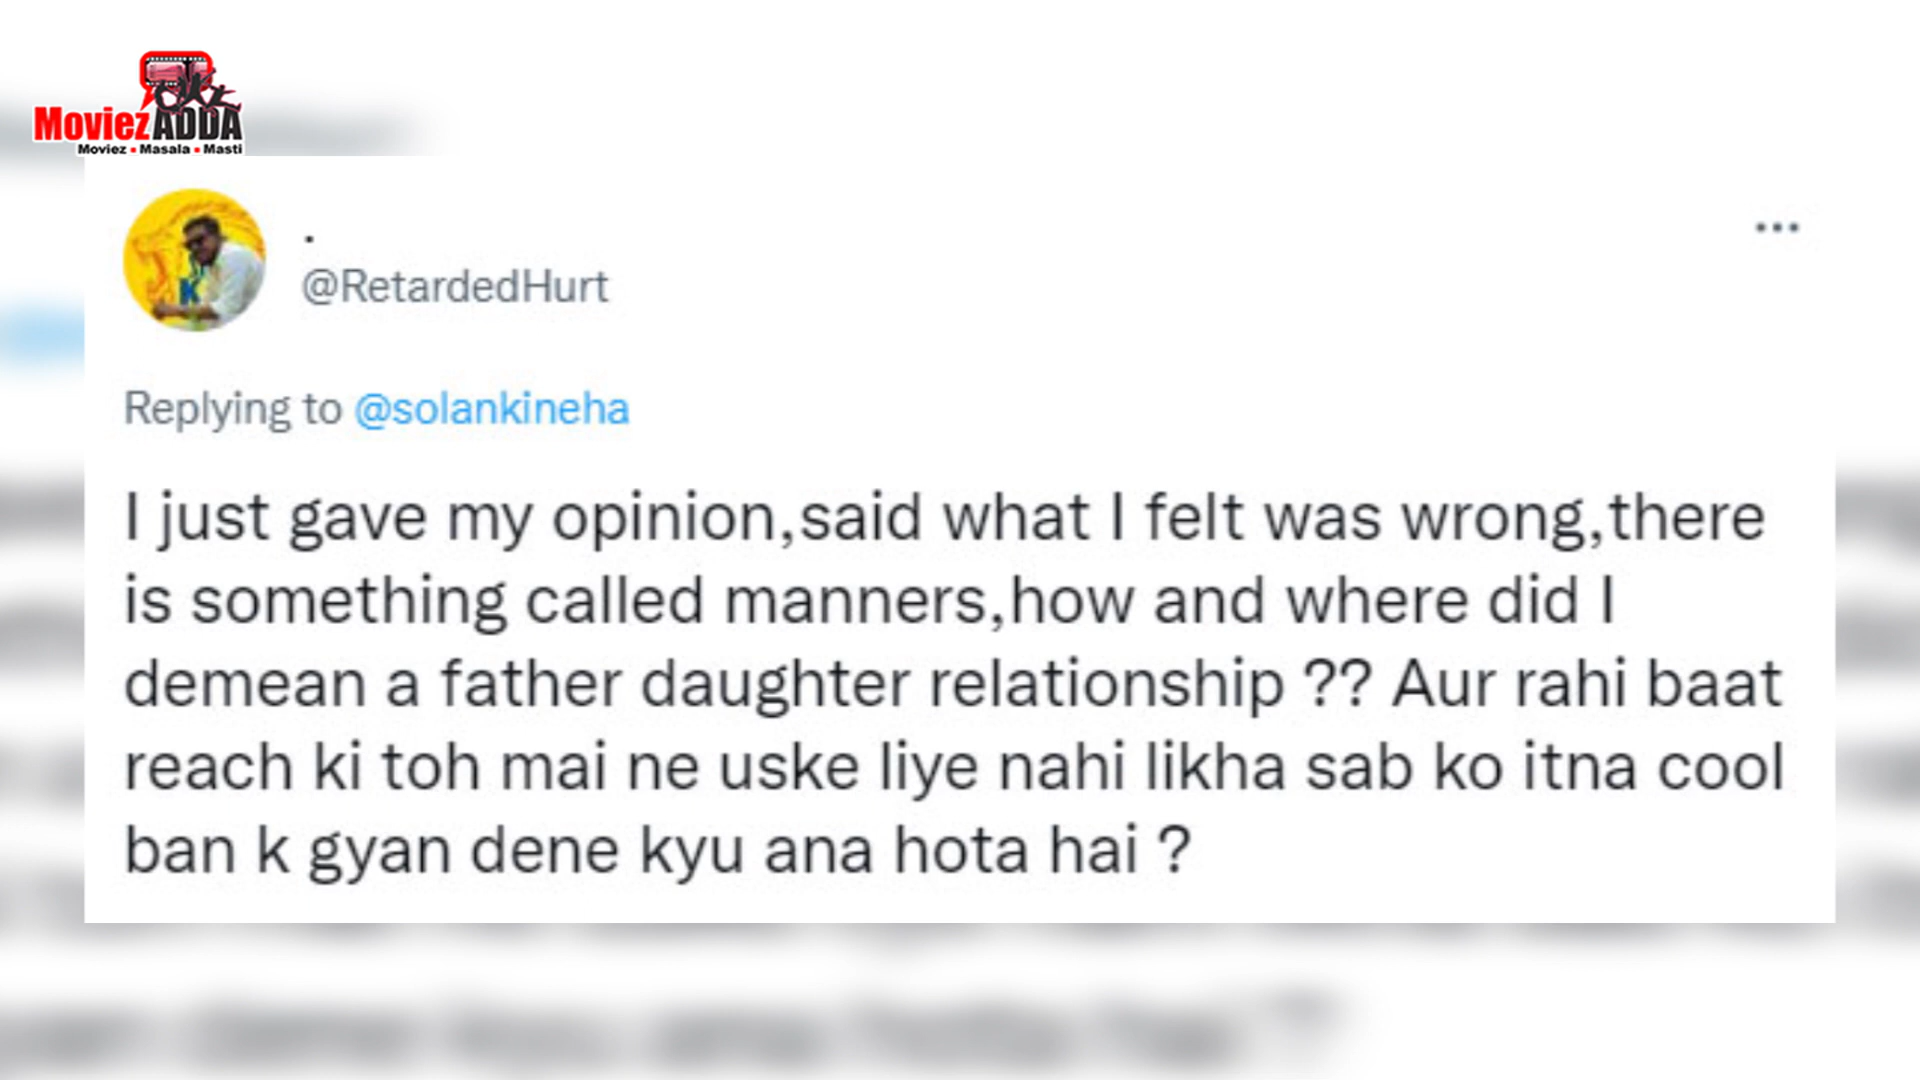 Moviez ADDA
Moviez • Masala • Masti
.
@RetardedHurt
Replying to @solankineha
I just gave my opinion,said what I felt was wrong,there
is something called manners,how and where did I
demean a father daughter relationship ?? Aur rahi baat
reach ki toh mai ne uske liye nahi likha sab ko itna cool
ban k gyan dene kyu ana hota hai ?